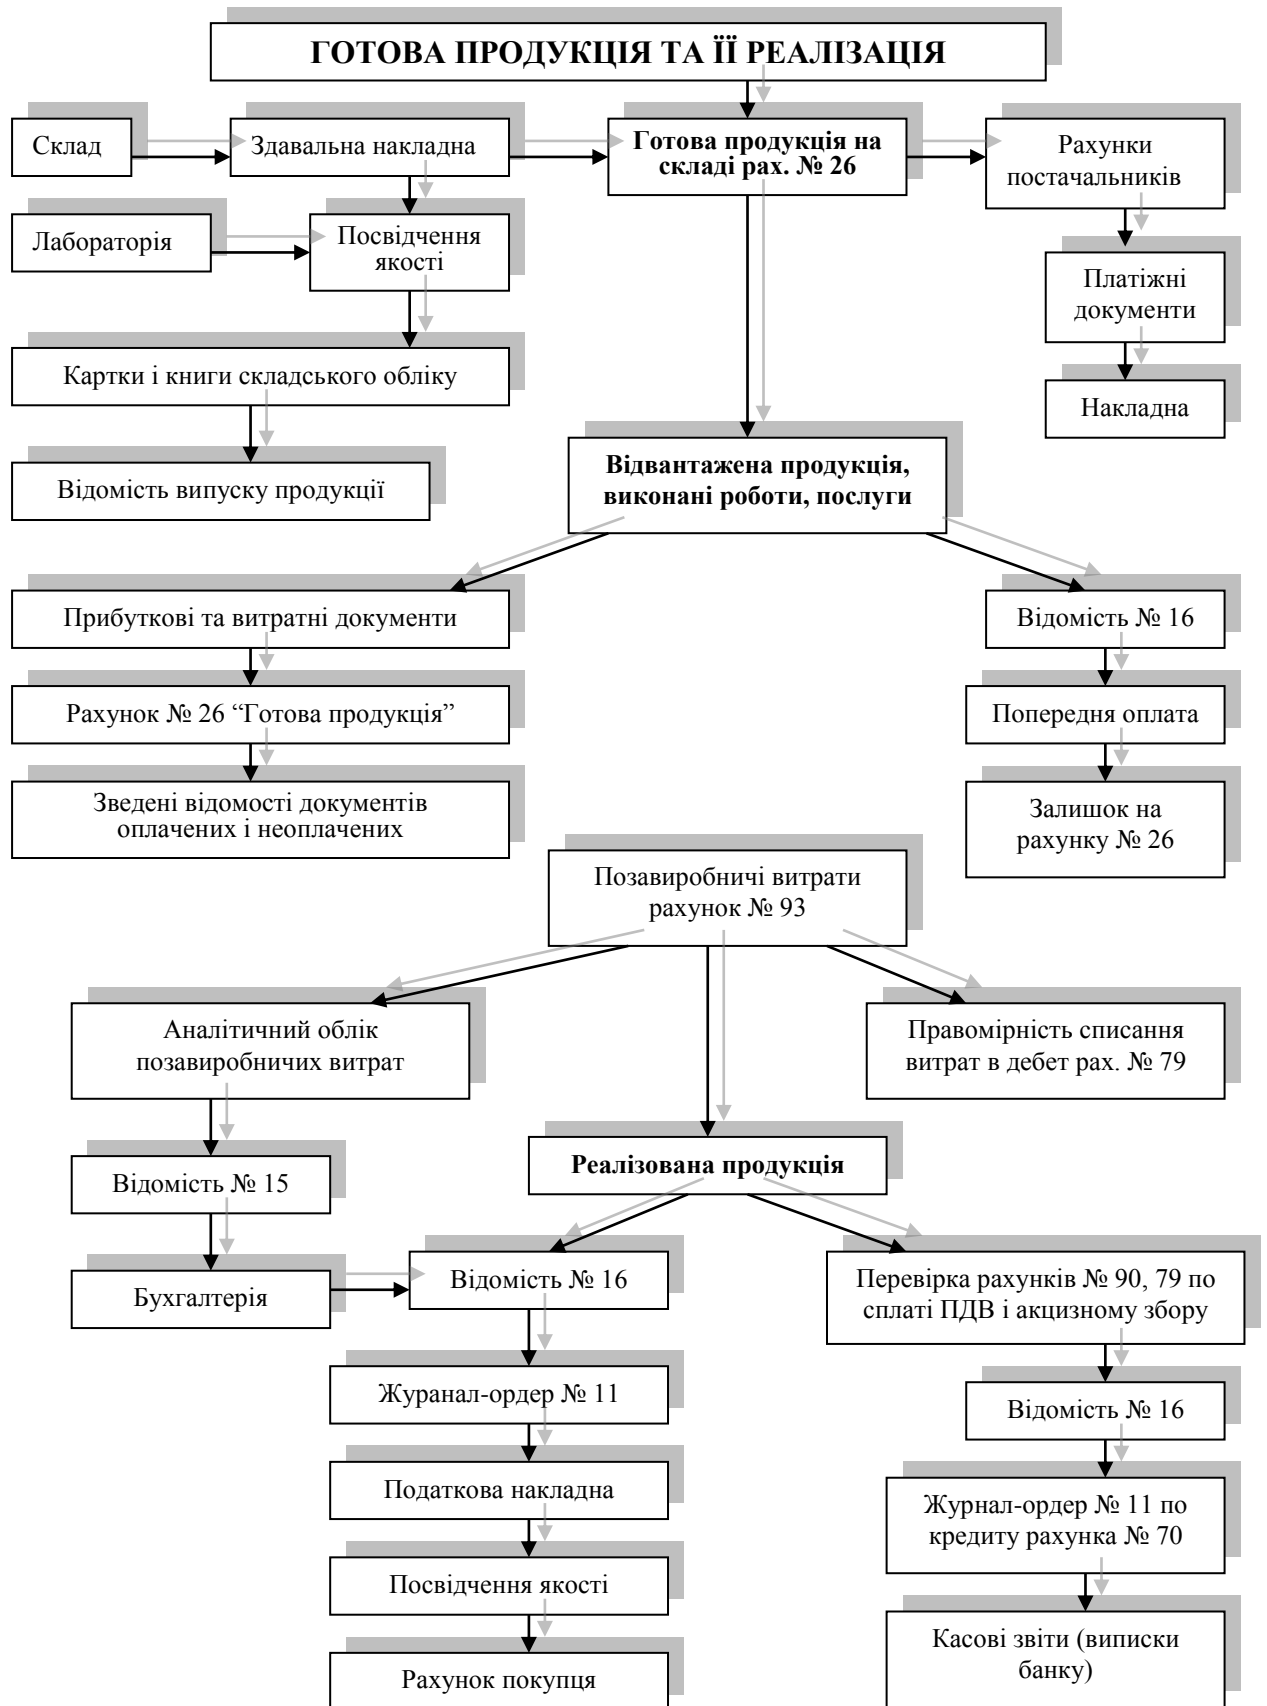 ГОТОВА ПРОДУКЦІЯ ТА ЇЇ РЕАЛІЗАЦІЯ
Склад
Здавальна накладна
Готова продукція на
складі рах. № 26
Рахунки
постачальників
Лабораторія
Посвідчення
якості
Платіжні
документи
Картки і книги складського обліку
Накладна
Відомість випуску продукції
Відвантажена продукція,
виконані роботи, послуги
Прибуткові та витратні документи
Відомість № 16
Рахунок № 26 “Готова продукція”
Попередня оплата
Зведені відомості документів
оплачених і неоплачених
Залишок на
рахунку № 26
Позавиробничі витрати
рахунок № 93
Аналітичний облік
позавиробничих витрат
Правомірність списання
витрат в дебет рах. № 79
Відомість № 15
Реалізована продукція
Бухгалтерія
Відомість № 16
Перевірка рахунків № 90, 79 по
сплаті ПДВ і акцизному збору
Журанал-ордер № 11
Відомість № 16
Податкова накладна
Журнал-ордер № 11 по
кредиту рахунка № 70
Посвідчення якості
Касові звіти (виписки
банку)
Рахунок покупця